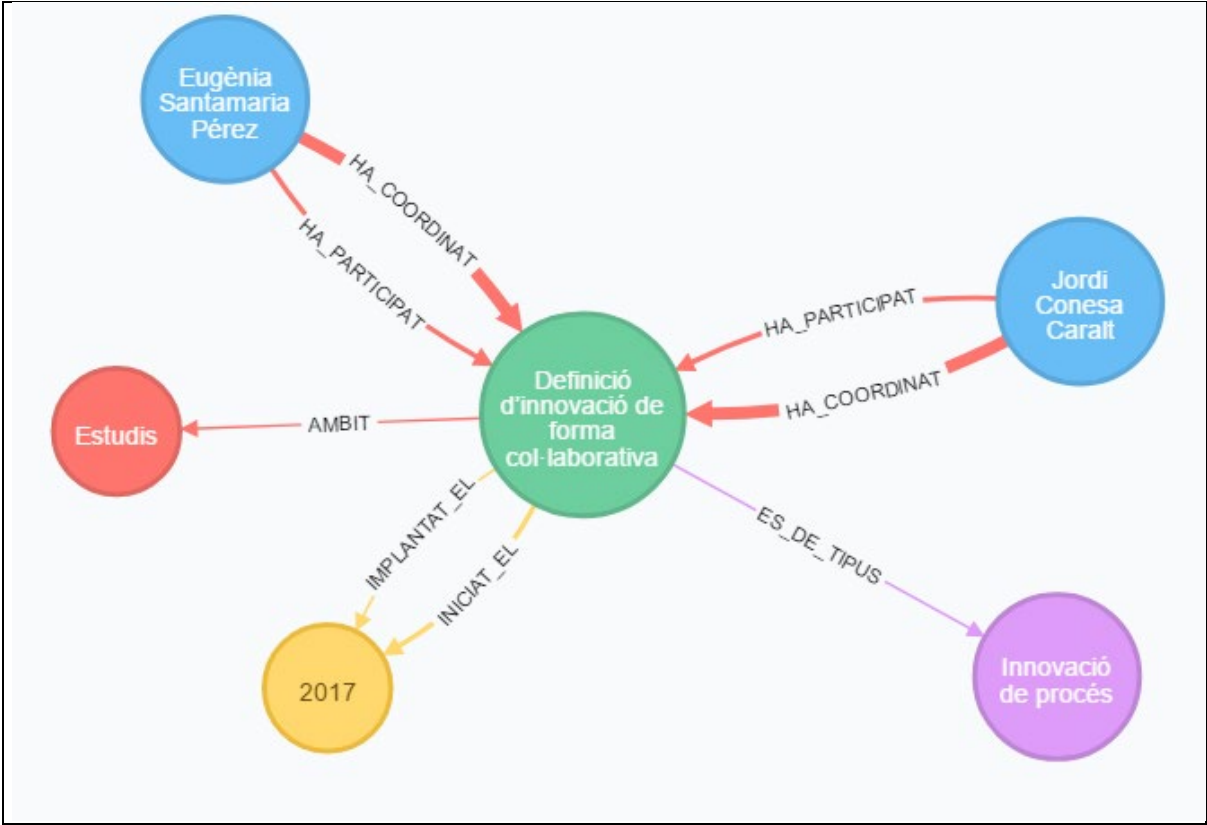 Eugènia
Santamaria
Pérez
HA_COORDINAT
HA_PARTICIPAT
Jordi
Conesa
Caralt
HA_PARTICIPAT
HA_COORDINAT
Definició
d'innovació de
forma
col·laborativa
Estudis
AMBIT
IMPLANTAT_EL
INICIAT_EL
ES_DE_TIPUS
2017
Innovació
de procés